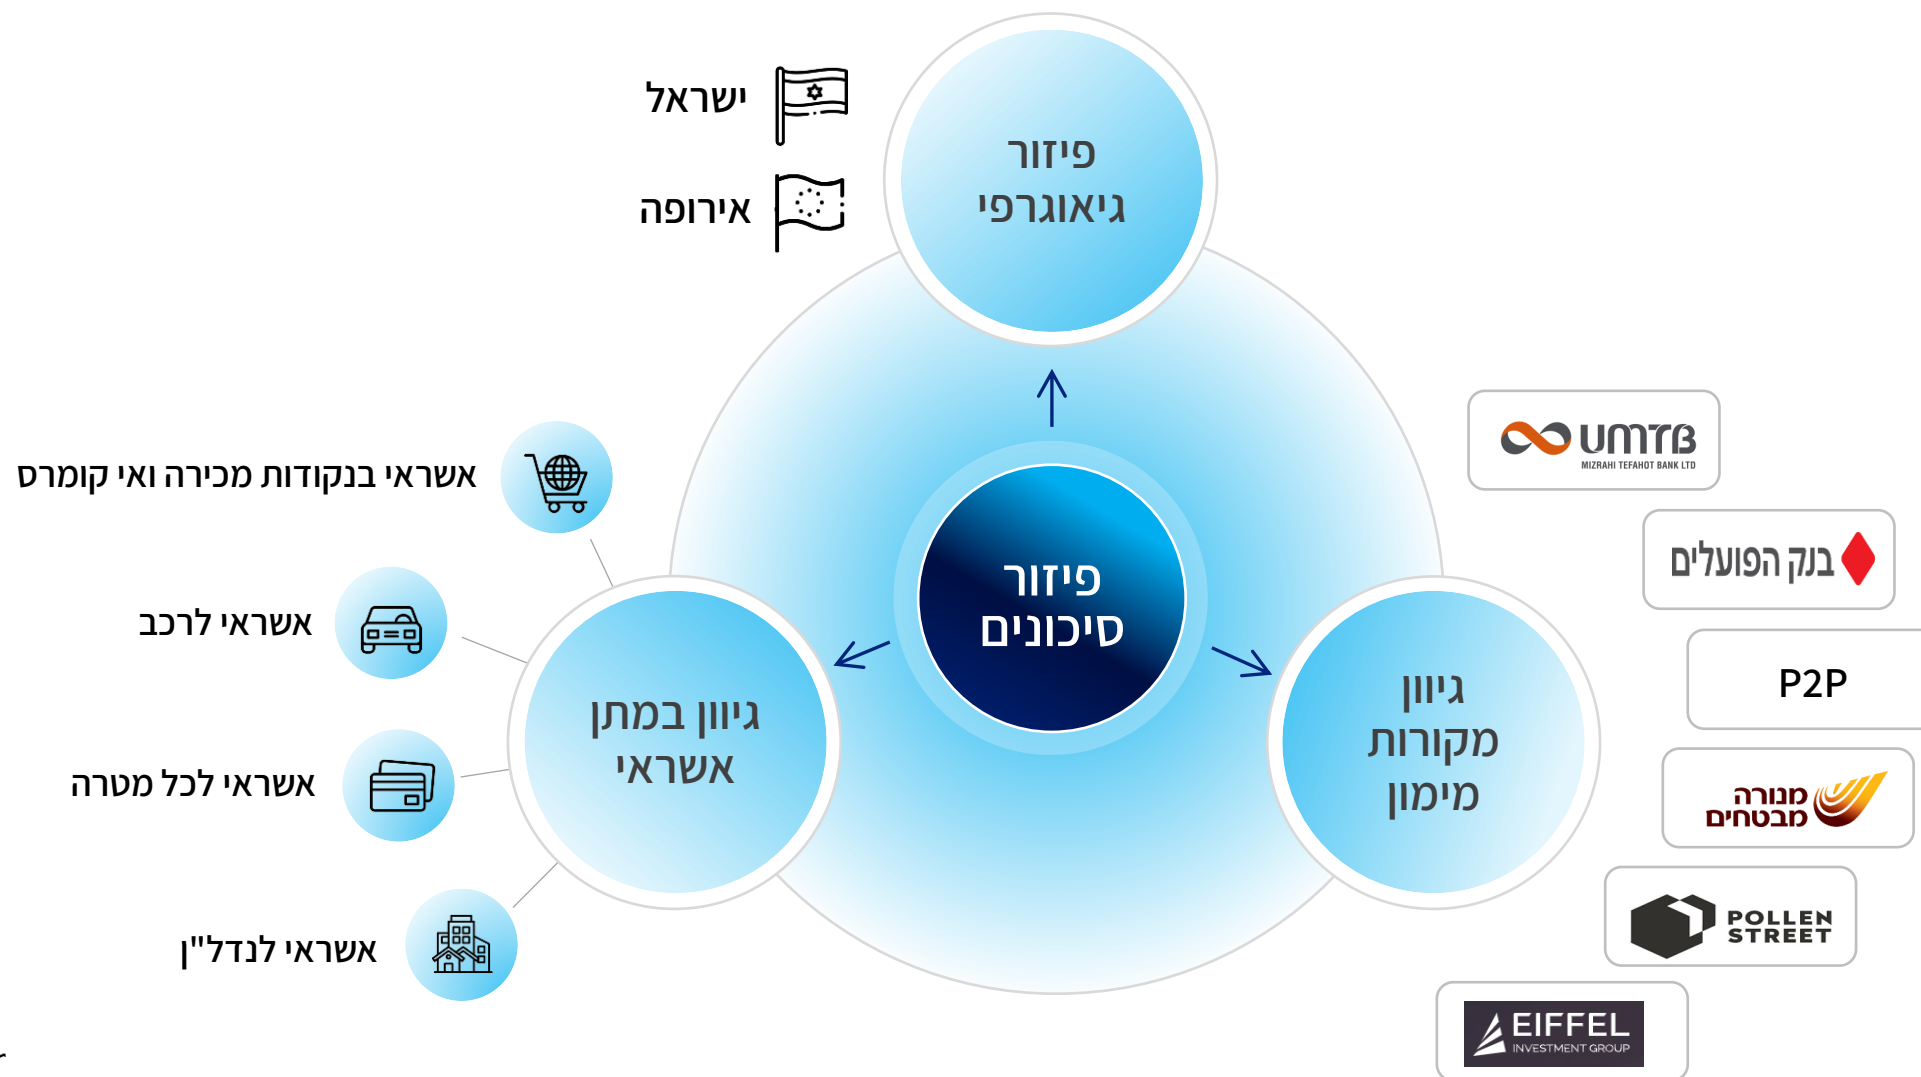 ישראל
אירופה
פיזור
גיאוגרפי
פיזור
סיכונים
גיוון
מקורות
מימון
UMTB
MIZRAHI TEFAHOT BANK LTD
בנק הפועלים
P2P
מנורה
מבטחים
POLLEN
STREET
EIFFEL
INVESTMENT GROUP
גיוון במתן
אשראי
אשראי בנקודות מכירה ואי קומרס
אשראי לרכב
אשראי לכל מטרה
אשראי לנדל"ן